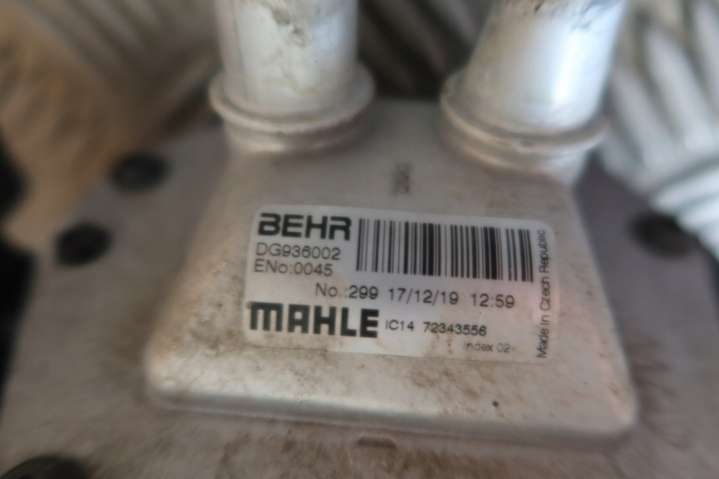 BEHR
DG936002
ENo:0045
No.:299 17/12/19 12:59
MAHLE IC14 72343556
Index 02
Made in Czech Republic